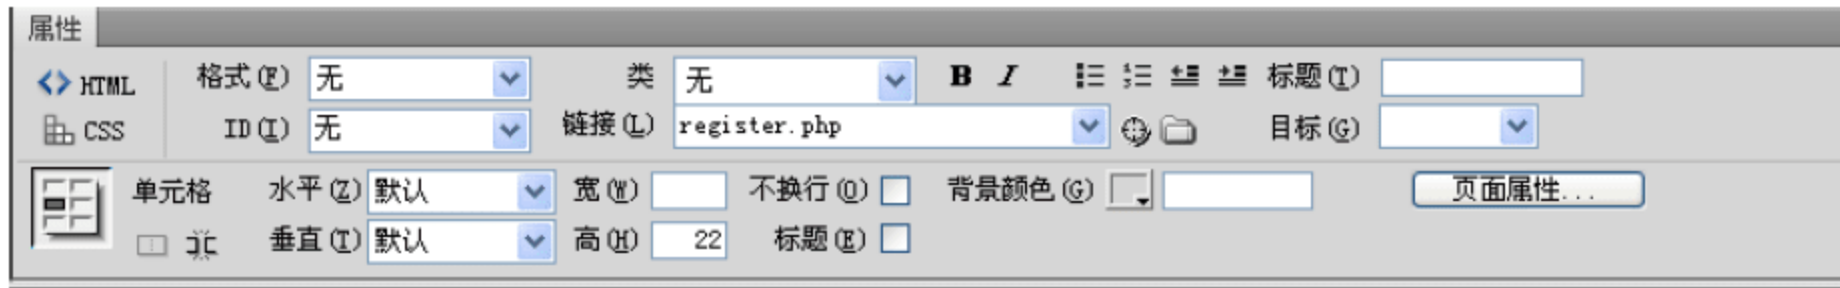 属性
HTML 格式(F) 无 类 无 B I 标题(T)
CSS ID(I) 无 链接(L) register.php 目标(G)
单元格 水平(Z) 默认 宽(W) 不换行(O) 背景颜色(G) 页面属性...
垂直(T) 默认 高(H) 22 标题(E)